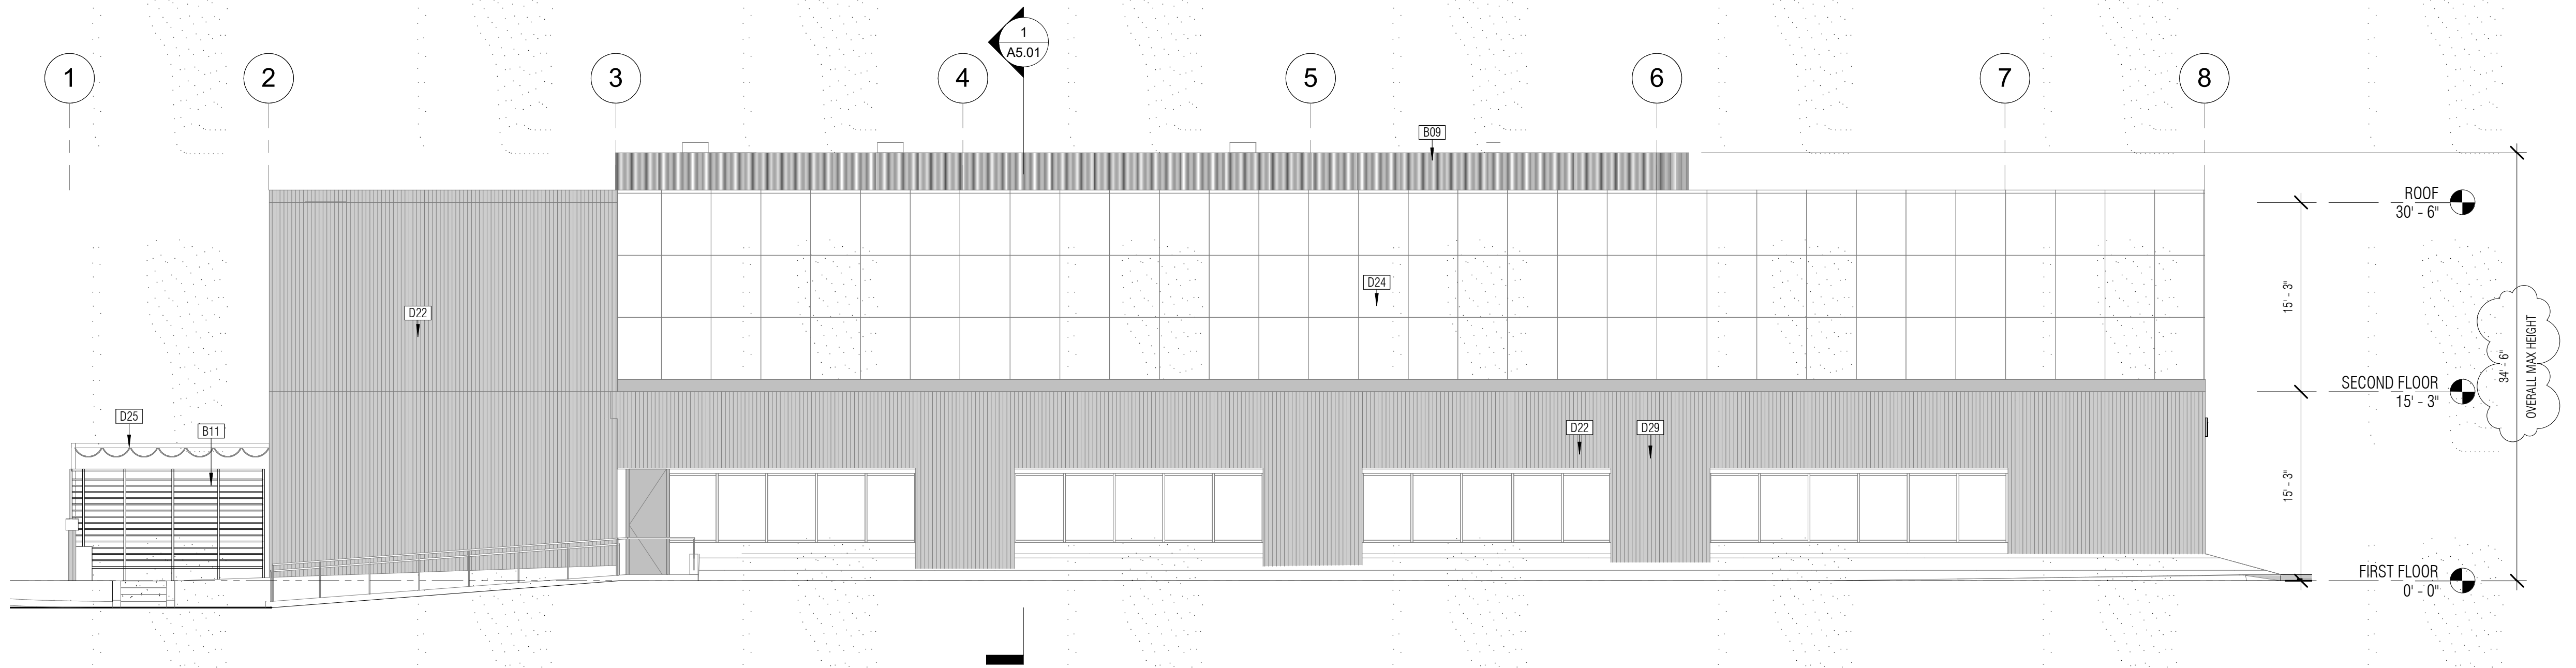 1
A5.01
1
2
3
4
5
6
7
8
B09
ROOF
30' - 6"
D24
15' - 3"
D22
34' - 6"
OVERALL MAX HEIGHT
SECOND FLOOR
15' - 3"
D25
B11
D22
D29
15' - 3"
FIRST FLOOR
0' - 0"